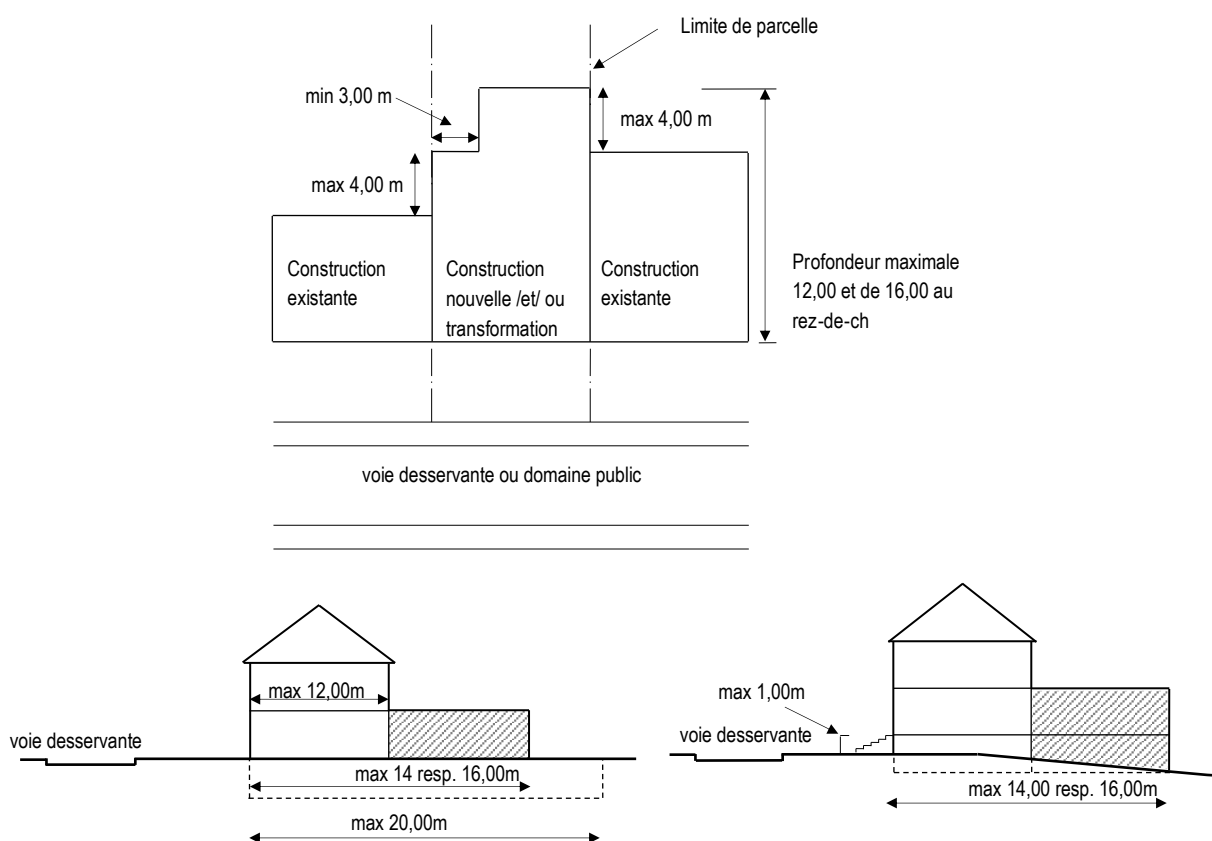 Limite de parcelle
min 3,00 m
max 4,00 m
max 4,00 m
Construction
existante
Construction
nouvelle /et/ ou
transformation
Construction
existante
Profondeur maximale
12,00 et de 16,00 au
rez-de-ch
voie desservante ou domaine public
max 12,00m
voie desservante
max 14 resp. 16,00m
max 20,00m
max 1,00m
voie desservante
max 14,00 resp. 16,00m